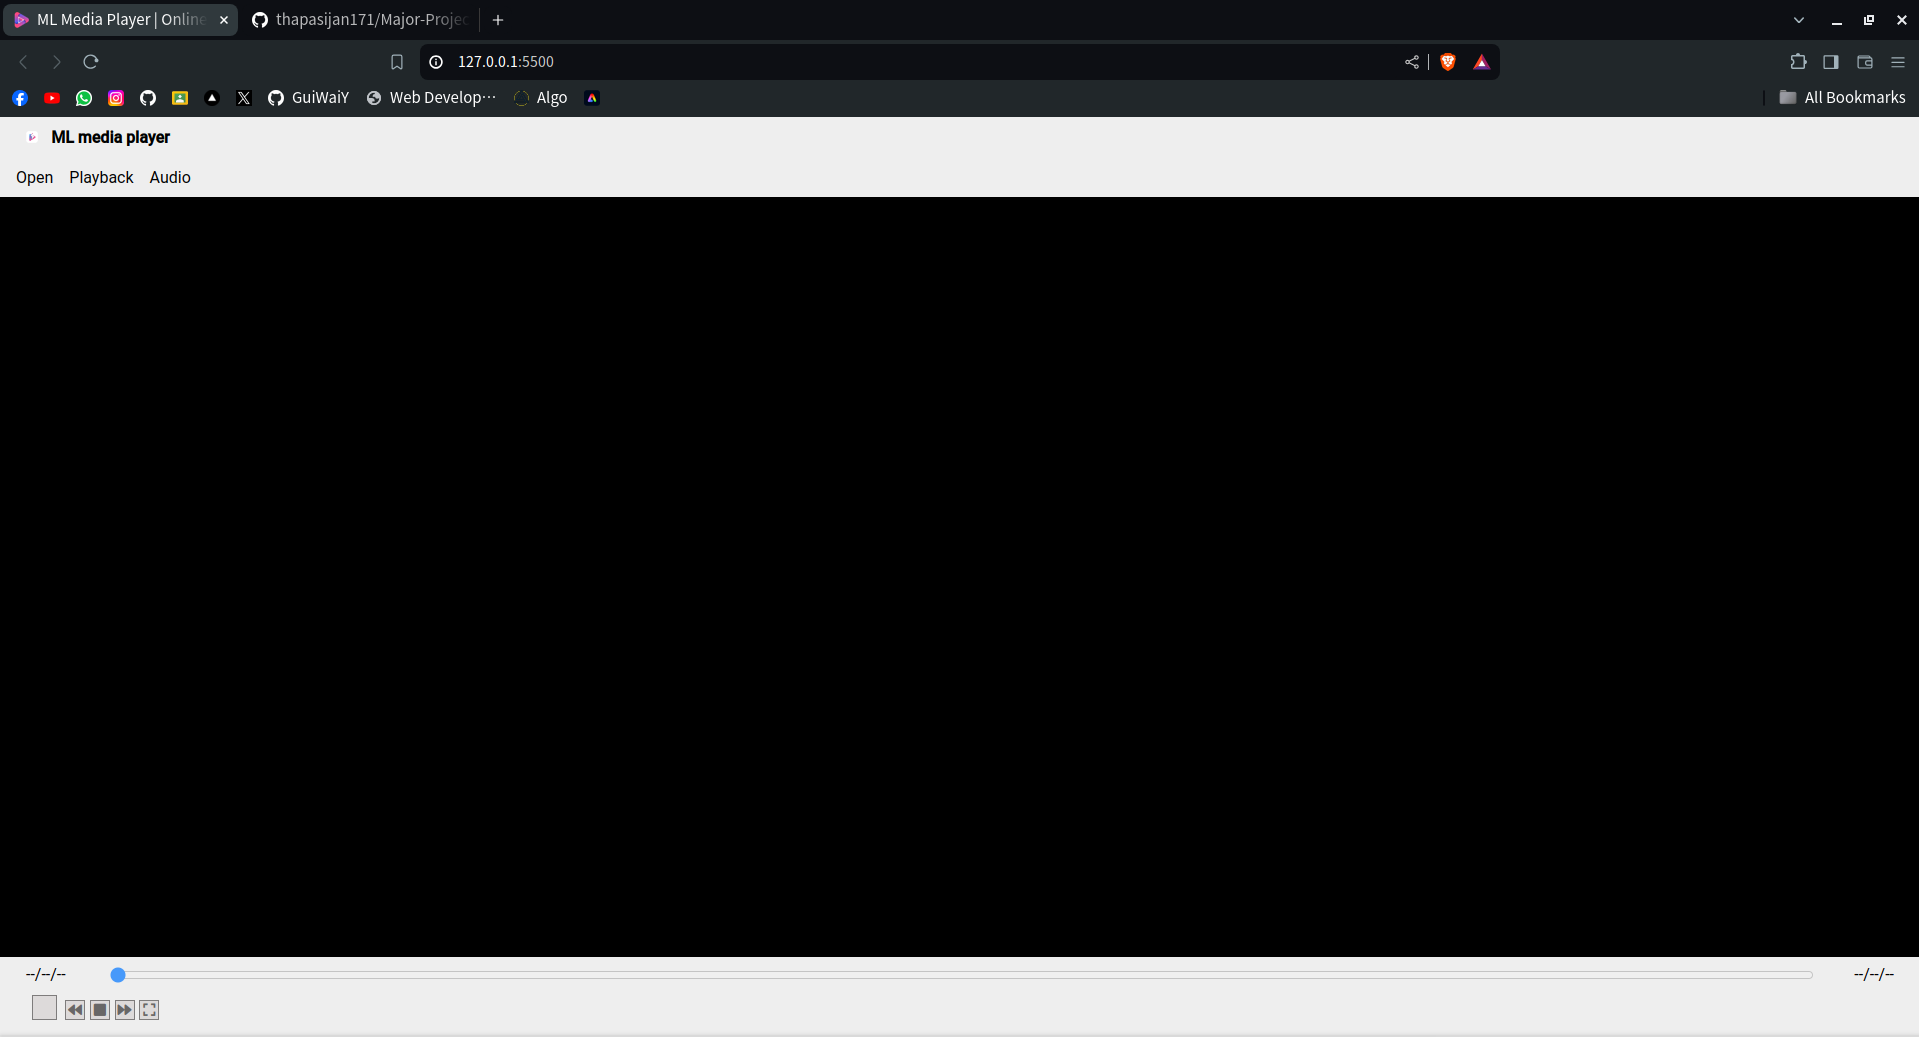 ML Media Player | Online
thapasijan171/Major-Projec
127.0.0.1:5500
GuiWaiY
Web Develop···
Algo
All Bookmarks
ML media player
Open Playback Audio
--/--/--
--/--/--